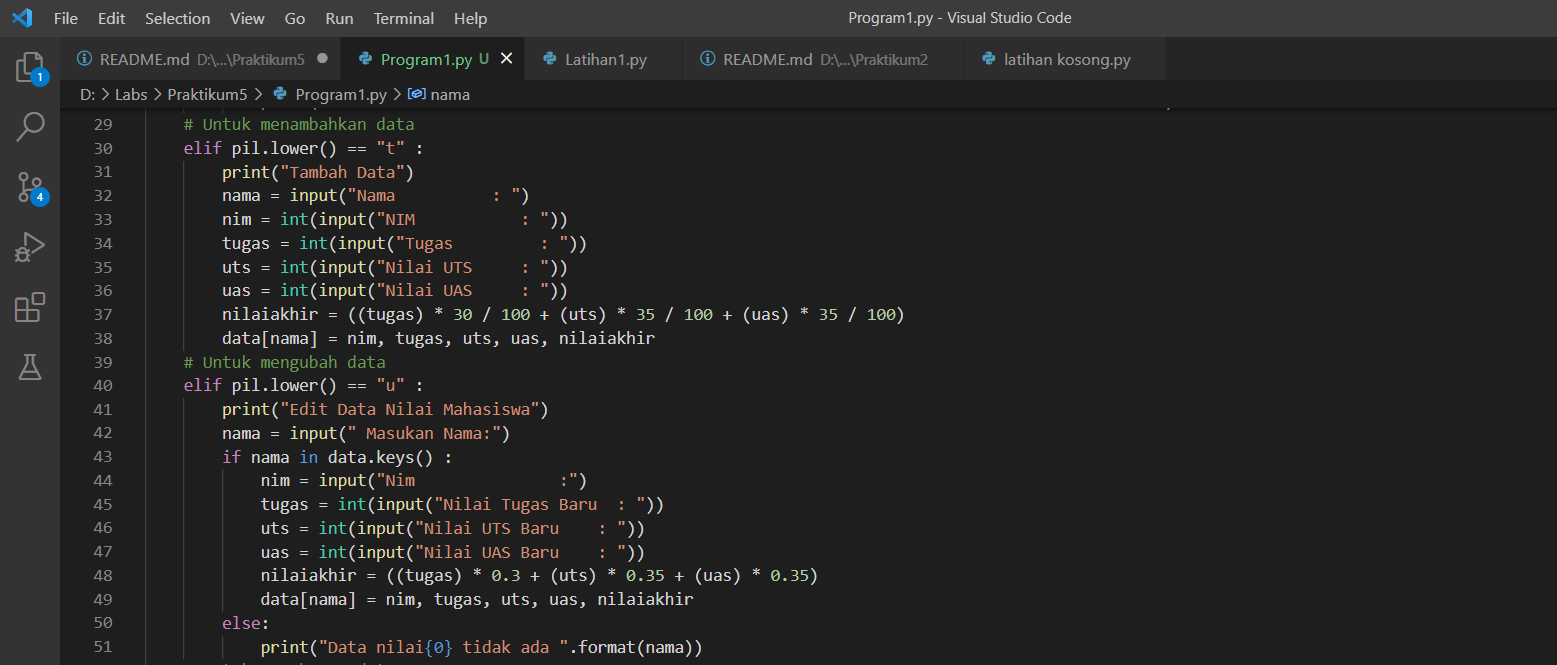 File Edit Selection View Go Run Terminal Help Program1.py - Visual Studio Code
README.md D:\...\Praktikum5 Program1.py U Latihan1.py README.md D:\...\Praktikum2 latihan kosong.py
D: > Labs > Praktikum5 > Program1.py > nama
1
4
29 # Untuk menambahkan data
30 elif pil.lower() == "t" :
31 print("Tambah Data")
32 nama = input("Nama          : ")
33 nim = int(input("NIM           : "))
34 tugas = int(input("Tugas         : "))
35 uts = int(input("Nilai UTS     : "))
36 uas = int(input("Nilai UAS     : "))
37 nilaiakhir = ((tugas) * 30 / 100 + (uts) * 35 / 100 + (uas) * 35 / 100)
38 data[nama] = nim, tugas, uts, uas, nilaiakhir
39 # Untuk mengubah data
40 elif pil.lower() == "u" :
41 print("Edit Data Nilai Mahasiswa")
42 nama = input(" Masukan Nama:")
43 if nama in data.keys() :
44 nim = input("Nim               :")
45 tugas = int(input("Nilai Tugas Baru  : "))
46 uts = int(input("Nilai UTS Baru    : "))
47 uas = int(input("Nilai UAS Baru    : "))
48 nilaiakhir = ((tugas) * 0.3 + (uts) * 0.35 + (uas) * 0.35)
49 data[nama] = nim, tugas, uts, uas, nilaiakhir
50 else:
51 print("Data nilai{0} tidak ada ".format(nama))